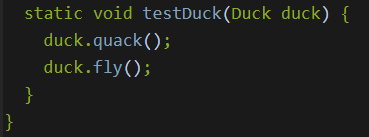 static void testDuck(Duck duck) {
duck.quack();
duck.fly();
}
}